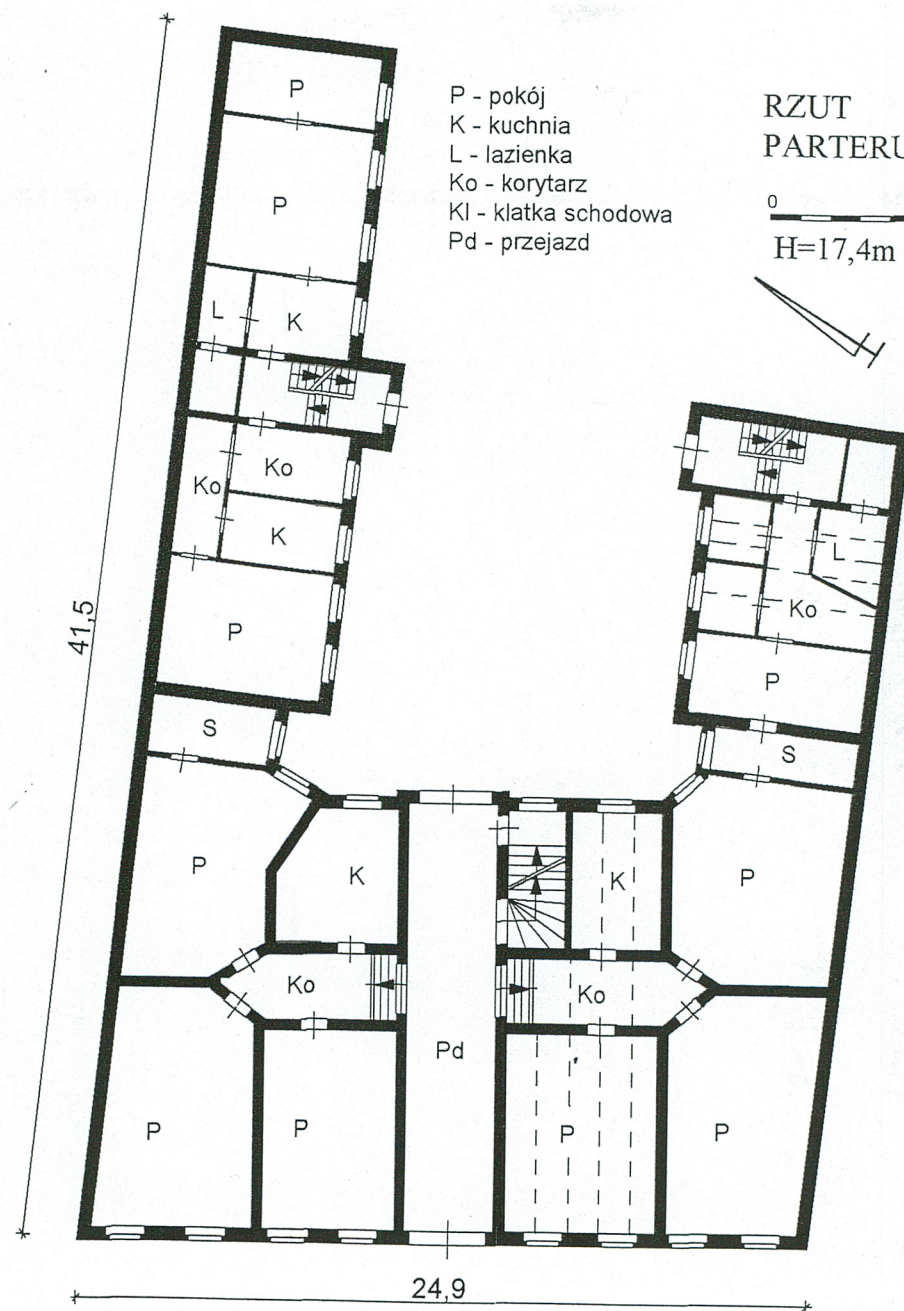 P - pokój
K - kuchnia
L - lazienka
Ko - korytarz
Kl - klatka schodowa
Pd - przejazd
RZUT
PARTERU
0
H=17,4m
P
P
L
K
Ko
Ko
K
P
S
P
K
Ko
P
P
Pd
L
Ko
P
S
P
K
Ko
P
P
41,5
24,9